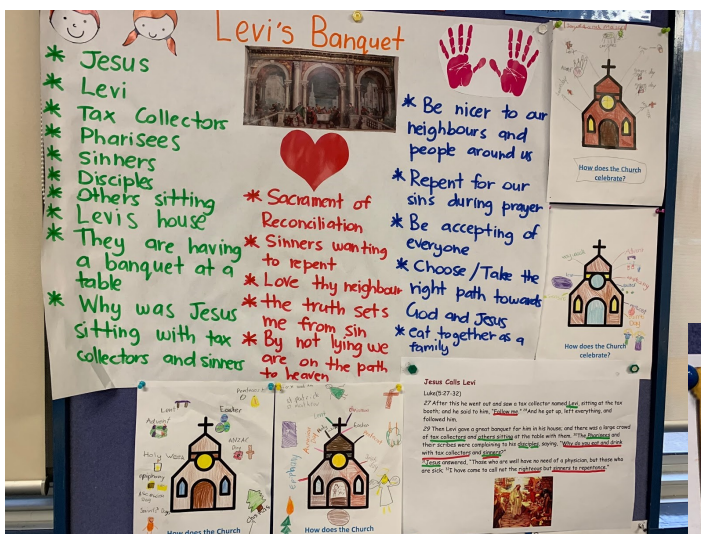 Levi's Banquet
* Jesus
* Levi
* Tax Collectors
* Pharisees
* Sinners
* Disciples
* Others sitting
* Levis house
* They are having
a banquet at a
table
* Why was Jesus
sitting with tax
collectors and sinners
* Sacrament of
Reconciliation
* Sinners wanting
to repent
* Love thy neighbour
* the truth sets
me from sin
* By not lying we
are on the path
to heaven
* Be nicer to our
neighbours and
people around us
* Repent for our
sins during prayer
* Be accepting of
everyone
* Choose/Take the
right path towards
God and Jesus
* eat together as a
family
How does the Church
celebrate?
How does the Church
celebrate?
Lent
Easter
Advent
ANZAC
Day
Holy Week
epiphany
How does the Church
How does the Church
Jesus Calls Levi
Luke(5:27-32)
27 After this he went out and saw a tax collector named Levi, sitting at the tax
booth; and he said to him, "Follow me." 28And he got up, left everything, and
followed him.
29 Then Levi gave a great banquet for him in his house; and there was a large crowd
of tax collectors and others sitting at the table with them. 30The Pharisees and
their scribes were complaining to his disciples, saying, "Why do you eat and drink
with tax collectors and sinners?"
31Jesus answered, "Those who are well have no need of a physician, but those who
are sick; 32I have come to call not the righteous but sinners to repentance."